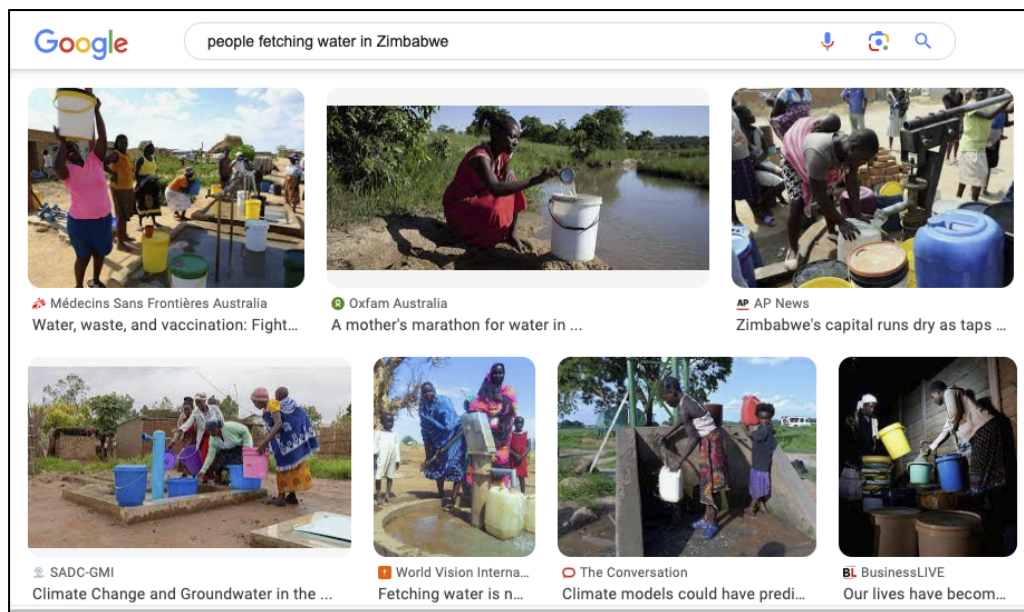 Google
people fetching water in Zimbabwe
Médecins Sans Frontières Australia
Water, waste, and vaccination: Fight...
Oxfam Australia
A mother's marathon for water in ...
AP AP News
Zimbabwe's capital runs dry as taps ...
SADC-GMI
Climate Change and Groundwater in the ...
World Vision Interna...
Fetching water is n...
The Conversation
Climate models could have predi...
BL BusinessLIVE
Our lives have becom...